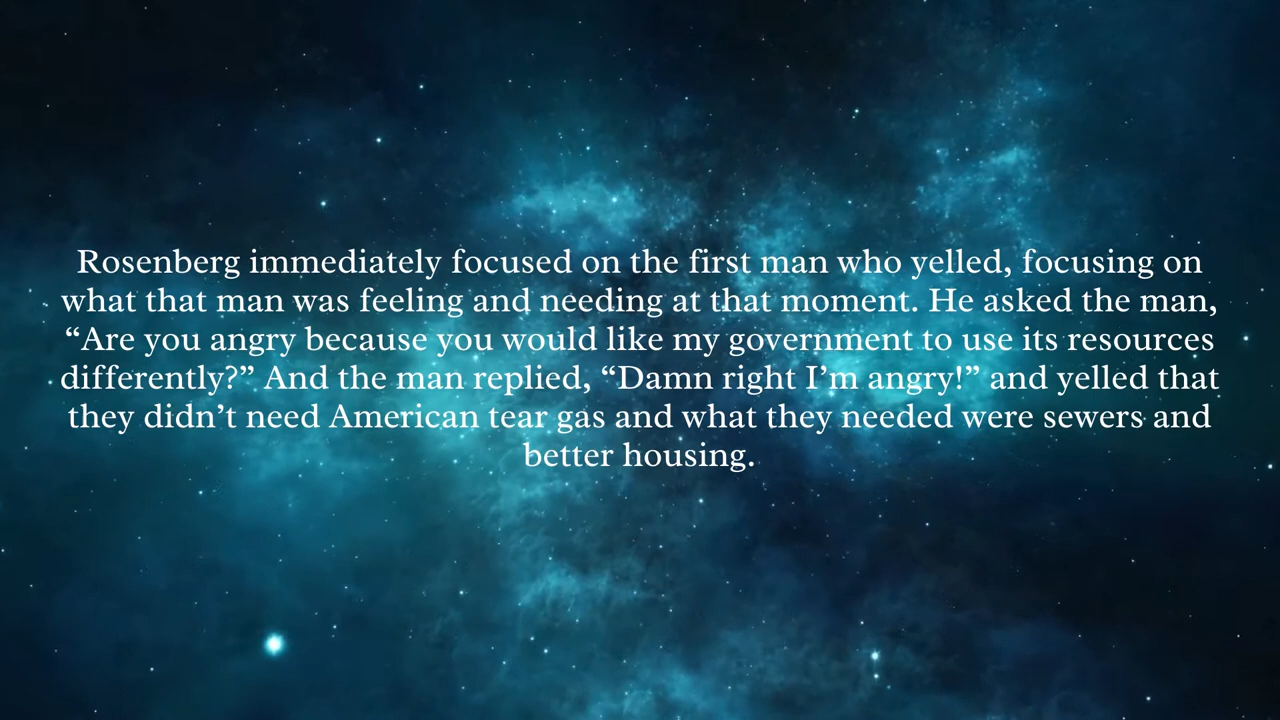 Rosenberg immediately focused on the first man who yelled, focusing on
what that man was feeling and needing at that moment. He asked the man,
“Are you angry because you would like my government to use its resources
differently?” And the man replied, “Damn right I’m angry!” and yelled that
they didn’t need American tear gas and what they needed were sewers and
better housing.